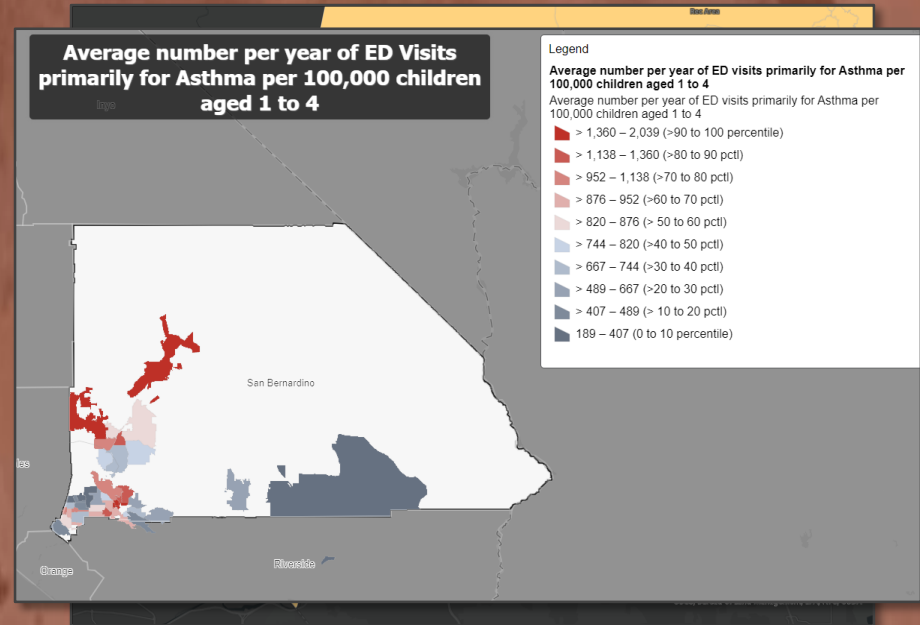 Bay Area
Average number per year of ED Visits
primarily for Asthma per 100,000 children
aged 1 to 4
Inyo
Legend
Average number per year of ED visits primarily for Asthma per
100,000 children aged 1 to 4
Average number per year of ED visits primarily for Asthma per
100,000 children aged 1 to 4
> 1,360 – 2,039 (>90 to 100 percentile)
> 1,138 – 1,360 (>80 to 90 pctl)
> 952 – 1,138 (>70 to 80 pctl)
> 876 – 952 (>60 to 70 pctl)
> 820 – 876 (> 50 to 60 pctl)
> 744 – 820 (>40 to 50 pctl)
> 667 – 744 (>30 to 40 pctl)
> 489 – 667 (>20 to 30 pctl)
> 407 – 489 (> 10 to 20 pctl)
189 – 407 (0 to 10 percentile)
San Bernardino
les
Riverside
Orange